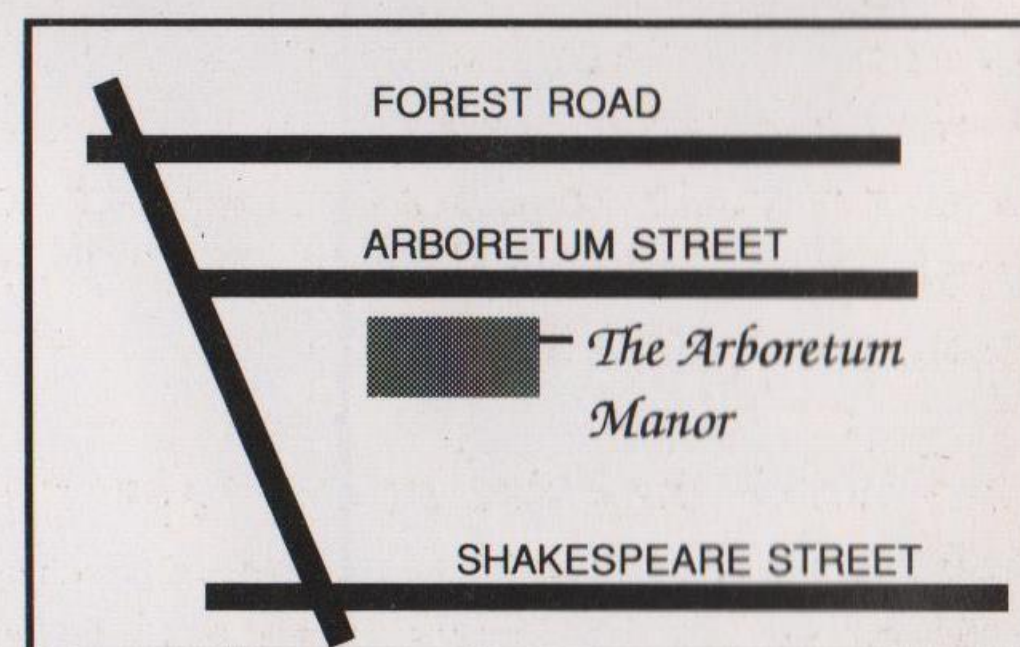 FOREST ROAD
ARBORETUM STREET
The Arboretum
Manor
SHAKESPEARE STREET